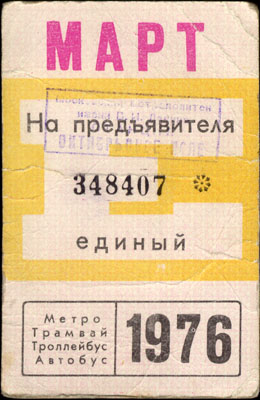 МАРТ
На предъявителя
348407
единый
Метро
Трамвай
Троллейбус
Автобус
1976